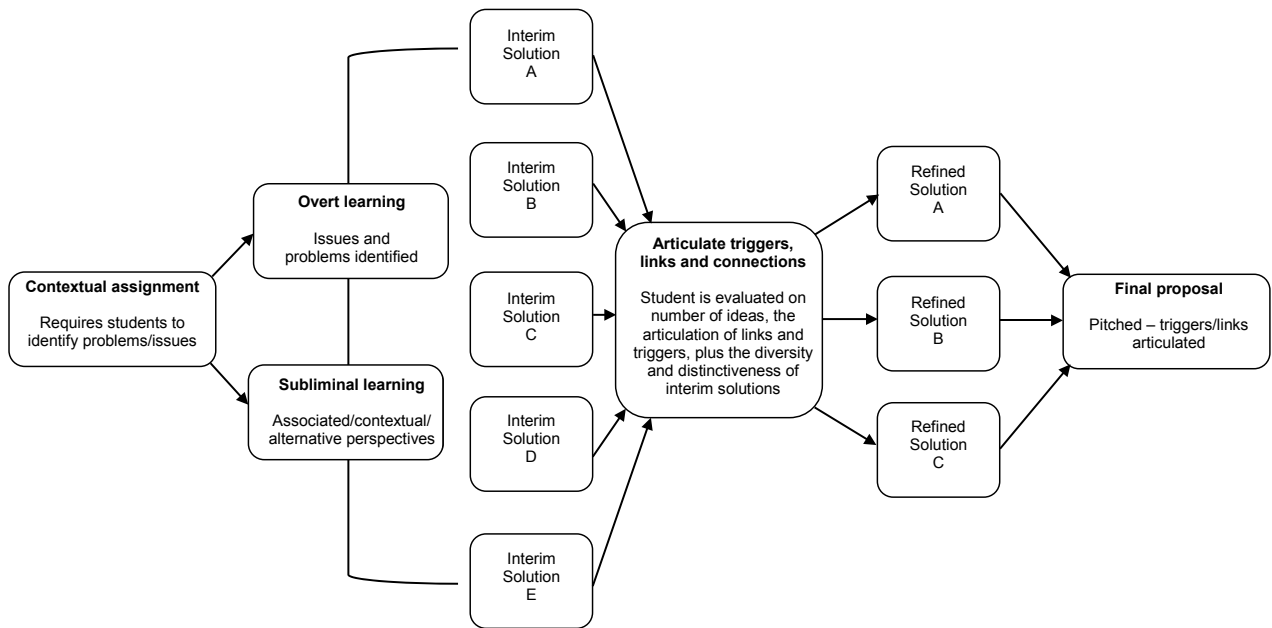 Contextual assignment
Requires students to
identify problems/issues
Overt learning
Issues and
problems identified
Subliminal learning
Associated/contextual/
alternative perspectives
Interim
Solution
A
Interim
Solution
B
Interim
Solution
C
Interim
Solution
D
Interim
Solution
E
Articulate triggers,
links and connections
Student is evaluated on
number of ideas, the
articulation of links and
triggers, plus the diversity
and distinctiveness of
interim solutions
Refined
Solution
A
Refined
Solution
B
Refined
Solution
C
Final proposal
Pitched – triggers/links
articulated